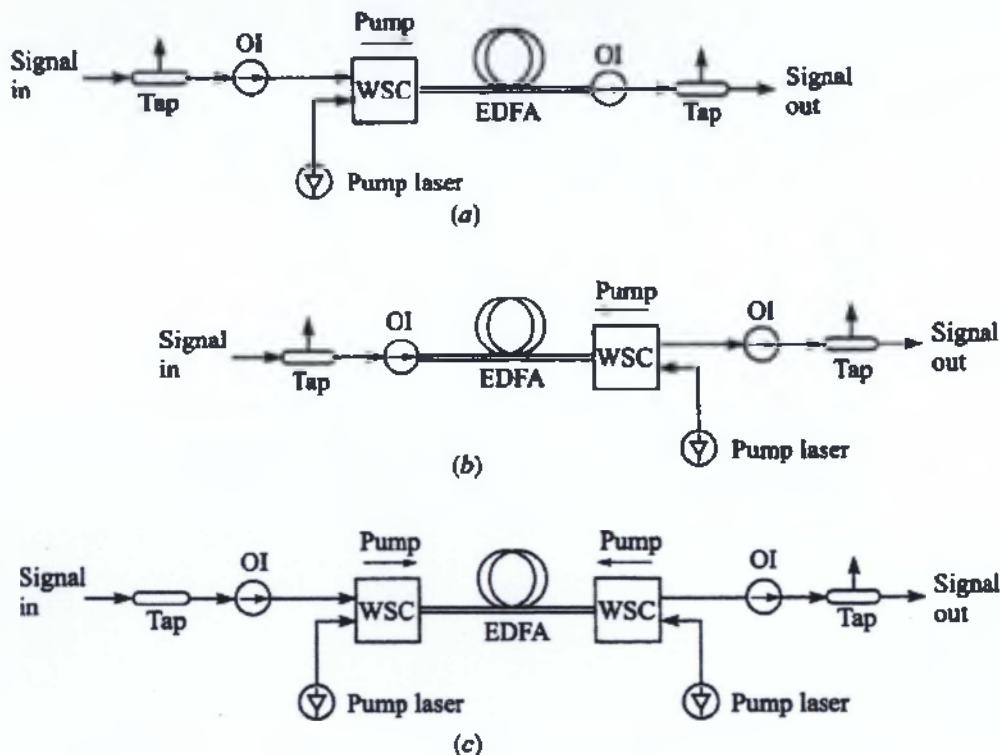 Pump
OI
OI
Signal in
WSC
Signal out
Tap
EDFA
Tap
Pump laser
(a)
Pump
OI
OI
Signal in
WSC
Signal out
Tap
EDFA
Tap
Pump laser
(b)
Pump
Pump
OI
OI
Signal in
WSC
WSC
Signal out
Tap
EDFA
Tap
Pump laser
Pump laser
(c)